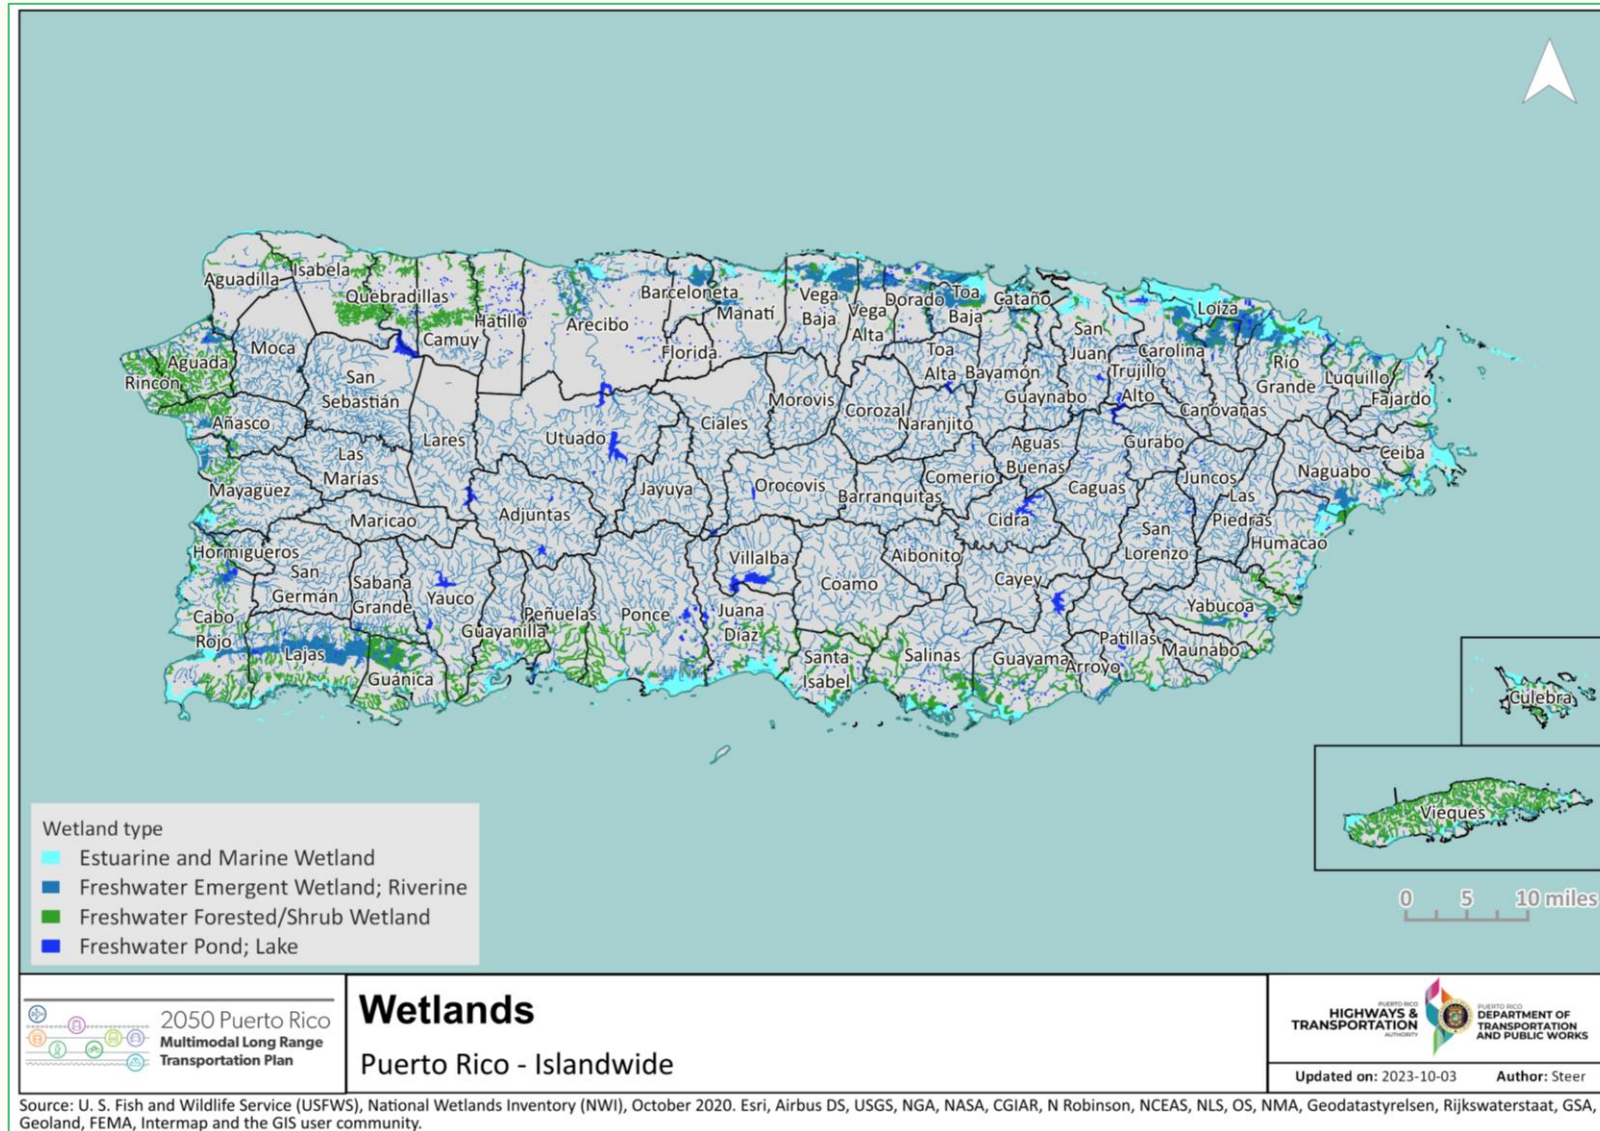 Aguadilla
Isabela
Quebradillas
Camuy
Hatillo
Arecibo
Barceloneta
Manatí
Florida
Vega
Baja
Vega
Alta
Dorado
Toa
Baja
Cataño
San
Juan
Carolina
Loíza
Río
Grande
Luquillo
Fajardo
Ceiba
Rincón
Aguada
Moca
San
Sebastián
Añasco
Las
Marías
Mayagüez
Lares
Utuado
Ciales
Morovis
Corozal
Toa
Alta
Bayamón
Naranjito
Guaynabo
Trujillo
Alto
Canóvanas
Gurabo
Aguas
Buenas
Caguas
Juncos
Las
Piedras
Naguabo
Humacao
Maricao
Adjuntas
Jayuya
Orocovis
Barranquitas
Comerío
Cidra
San
Lorenzo
Hormigueros
San
Germán
Sabana
Grande
Yauco
Villalba
Coamo
Aibonito
Cayey
Yabucoa
Cabo
Rojo
Lajas
Guánica
Guayanilla
Peñuelas
Ponce
Juana
Díaz
Santa
Isabel
Salinas
Guayama
Arroyo
Patillas
Maunabo
Culebra
Vieques
0 5 10 miles
Wetland type
Estuarine and Marine Wetland
Freshwater Emergent Wetland; Riverine
Freshwater Forested/Shrub Wetland
Freshwater Pond; Lake
2050 Puerto Rico
Multimodal Long Range
Transportation Plan
Wetlands
Puerto Rico - Islandwide
PUERTO RICO
HIGHWAYS &
TRANSPORTATION
AUTHORITY
PUERTO RICO
DEPARTMENT OF
TRANSPORTATION
AND PUBLIC WORKS
Updated on: 2023-10-03 Author: Steer
Source: U. S. Fish and Wildlife Service (USFWS), National Wetlands Inventory (NWI), October 2020. Esri, Airbus DS, USGS, NGA, NASA, CGIAR, N Robinson, NCEAS, NLS, OS, NMA, Geodatastyrelsen, Rijkswaterstaat, GSA,
Geoland, FEMA, Intermap and the GIS user community.